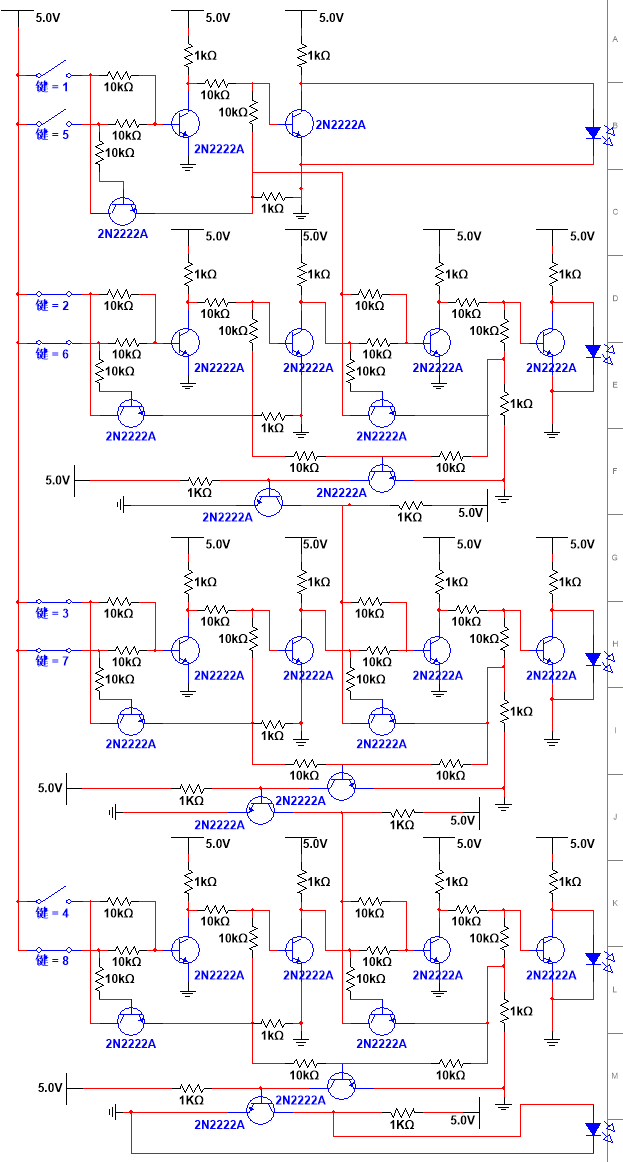 5.0V 5.0V 5.0V
A
1kΩ 1kΩ
键 = 1 10kΩ 10kΩ
10kΩ
B
键 = 5 10kΩ 2N2222A
2N2222A
10kΩ
1kΩ
C
2N2222A
5.0V 5.0V 5.0V 5.0V
1kΩ 1kΩ 1kΩ 1kΩ
D
键 = 2 10kΩ 10kΩ 10kΩ 10kΩ
10kΩ 10kΩ
键 = 6 10kΩ 10kΩ
2N2222A 2N2222A 2N2222A 2N2222A
10kΩ 10kΩ
E
1kΩ
1kΩ
2N2222A 2N2222A
10kΩ 10kΩ
F
5.0V
1KΩ 2N2222A
2N2222A 1KΩ 5.0V
5.0V 5.0V 5.0V 5.0V
G
1kΩ 1kΩ 1kΩ 1kΩ
键 = 3 10kΩ 10kΩ 10kΩ 10kΩ
10kΩ 10kΩ
H
键 = 7 10kΩ 10kΩ
2N2222A 2N2222A 2N2222A 2N2222A
10kΩ 10kΩ
1kΩ
I
1kΩ
2N2222A 2N2222A
10kΩ 10kΩ
5.0V
1KΩ 2N2222A
J
2N2222A 1KΩ 5.0V
5.0V 5.0V 5.0V 5.0V
1kΩ 1kΩ 1kΩ 1kΩ
K
键 = 4 10kΩ 10kΩ 10kΩ 10kΩ
10kΩ 10kΩ
键 = 8 10kΩ 10kΩ
2N2222A 2N2222A 2N2222A 2N2222A
10kΩ 10kΩ
L
1kΩ
1kΩ
2N2222A 2N2222A
10kΩ 10kΩ
M
5.0V
1KΩ 2N2222A
2N2222A 1KΩ 5.0V